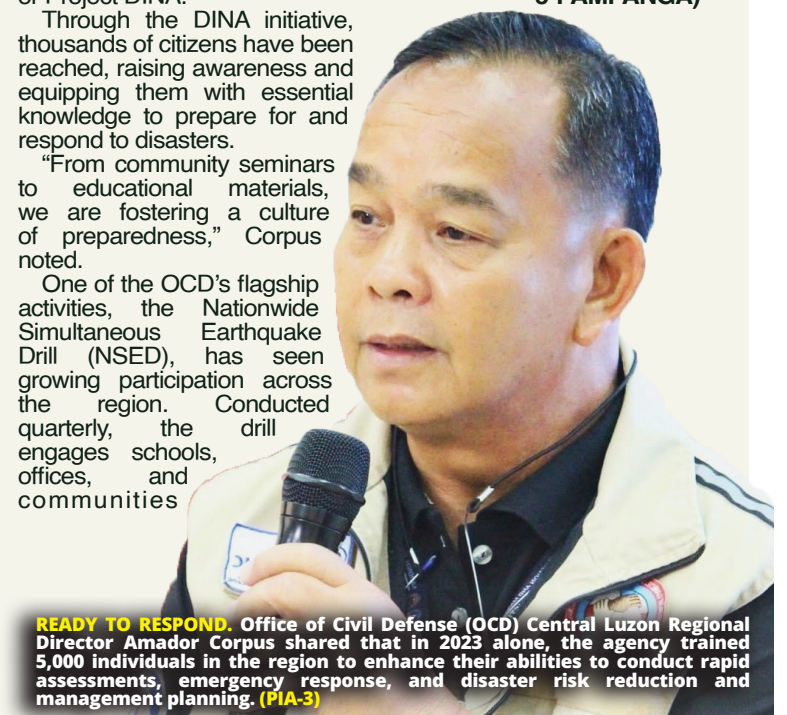 of Project DINA.
3 PAMPANGA)
Through the DINA initiative,
thousands of citizens have been
reached, raising awareness and
equipping them with essential
knowledge to prepare for and
respond to disasters.
“From community seminars
to educational materials,
we are fostering a culture
of preparedness,” Corpus
noted.
One of the OCD’s flagship
activities, the Nationwide
Simultaneous Earthquake
Drill (NSED), has seen
growing participation across
the region. Conducted
quarterly, the drill
engages schools,
offices, and
communities
READY TO RESPOND. Office of Civil Defense (OCD) Central Luzon Regional
Director Amador Corpus shared that in 2023 alone, the agency trained
5,000 individuals in the region to enhance their abilities to conduct rapid
assessments, emergency response, and disaster risk reduction and
management planning. (PIA-3)